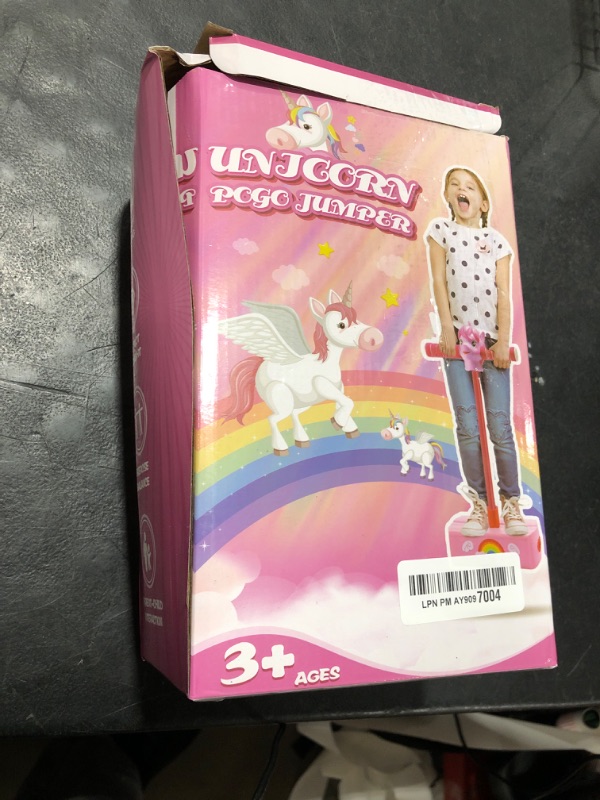 UNICORN
POGO JUMPER
LPN PM AY9097004
3+ AGES